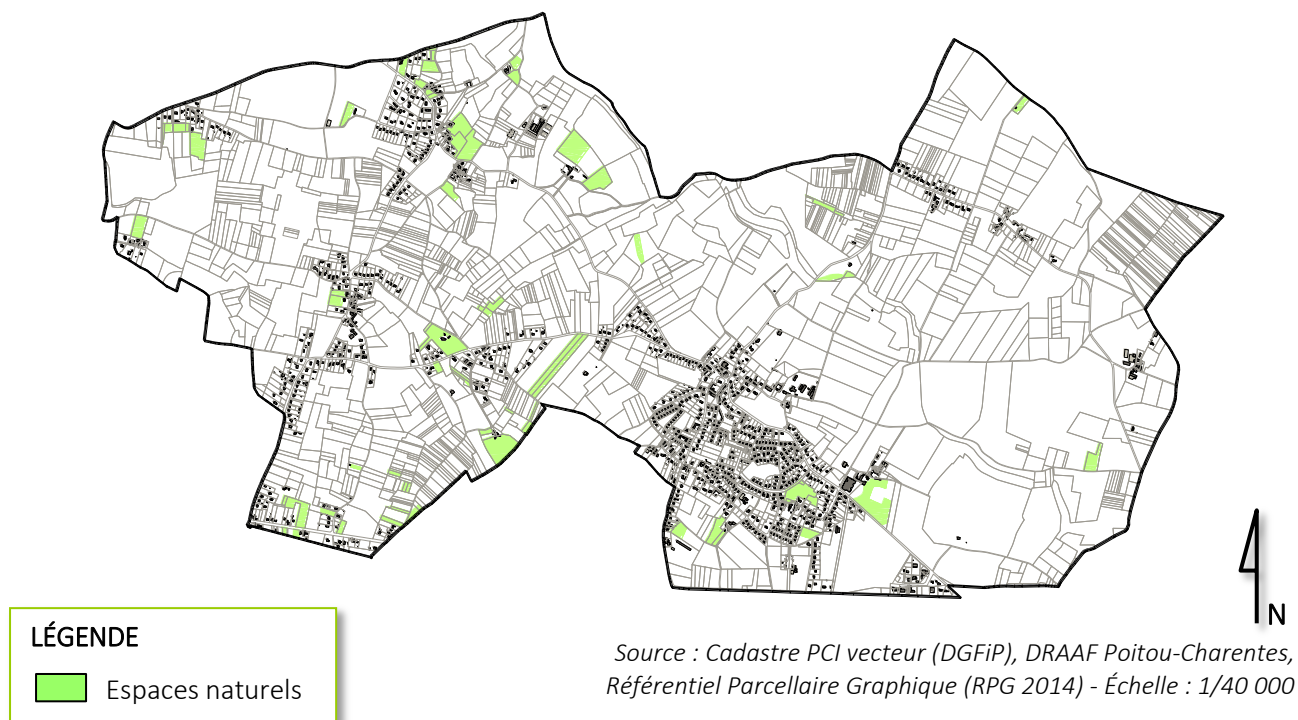 N
LÉGENDE
Espaces naturels
Source : Cadastre PCI vecteur (DGFiP), DRAAF Poitou-Charentes,
Référentiel Parcellaire Graphique (RPG 2014) - Échelle : 1/40 000